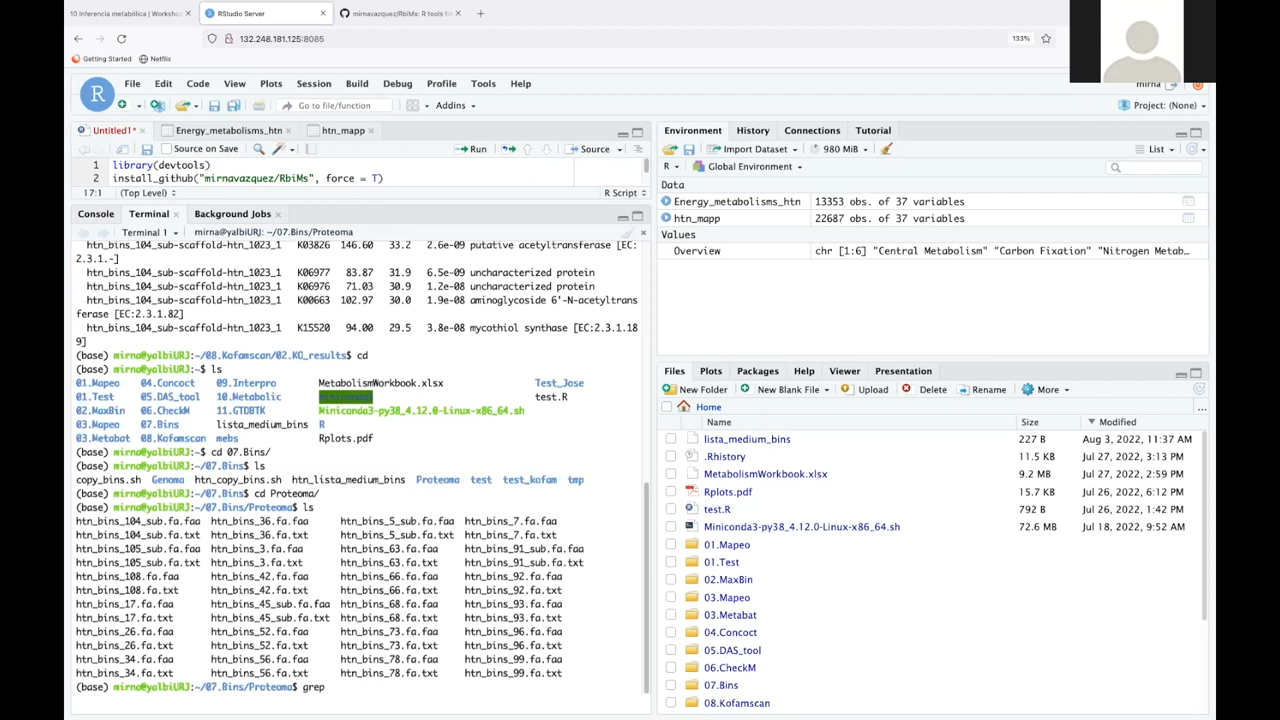 10 Inferencia metabólica | Worksho × RStudio Server × mirnavazquez/RbiMs: R tools fo × +
132.248.181.125:8085 133%
Getting Started Netflix
R File Edit Code View Plots Session Build Debug Profile Tools Help mirna
Go to file/function Addins Project: (None)
Untitled1* × Energy_metabolisms_htn × htn_mapp ×
Source on Save Run Source
1 library(devtools)
2 install_github("mirnavazquez/RbiMs", force = T)
17:1 (Top Level) R Script
Console Terminal × Background Jobs ×
Terminal 1 mirna@yalbiURJ: ~/07.Bins/Proteoma
htn_bins_104_sub-scaffold-htn_1023_1 K03826 146.60 33.2 2.6e-09 putative acetyltransferase [EC:
2.3.1.-]
htn_bins_104_sub-scaffold-htn_1023_1 K06977 83.87 31.9 6.5e-09 uncharacterized protein
htn_bins_104_sub-scaffold-htn_1023_1 K06976 71.03 30.9 1.2e-08 uncharacterized protein
htn_bins_104_sub-scaffold-htn_1023_1 K00663 102.97 30.0 1.9e-08 aminoglycoside 6'-N-acetyltrans
ferase [EC:2.3.1.82]
htn_bins_104_sub-scaffold-htn_1023_1 K15520 94.00 29.5 3.8e-08 mycothiol synthase [EC:2.3.1.18
9]
(base) mirna@yalbiURJ:~/08.Kofamscan/02.KO_results$ cd
(base) mirna@yalbiURJ:~$ ls
01.Mapeo 04.Concoct 09.Interpro MetabolismWorkbook.xlsx Test_Jose
01.Test 05.DAS_tool 10.Metabolic miniconda3 test.R
02.MaxBin 06.CheckM 11.GTDBTK Miniconda3-py38_4.12.0-Linux-x86_64.sh
03.Mapeo 07.Bins lista_medium_bins R
03.Metabat 08.Kofamscan mebs Rplots.pdf
(base) mirna@yalbiURJ:~$ cd 07.Bins/
(base) mirna@yalbiURJ:~/07.Bins$ ls
copy_bins.sh Genoma htn_copy_bins.sh htn_lista_medium_bins Proteoma test test_kofam tmp
(base) mirna@yalbiURJ:~/07.Bins$ cd Proteoma/
(base) mirna@yalbiURJ:~/07.Bins/Proteoma$ ls
htn_bins_104_sub.fa.faa htn_bins_36.fa.faa htn_bins_5_sub.fa.faa htn_bins_7.fa.faa
htn_bins_104_sub.fa.txt htn_bins_36.fa.txt htn_bins_5_sub.fa.txt htn_bins_7.fa.txt
htn_bins_105_sub.fa.faa htn_bins_3.fa.faa htn_bins_63.fa.faa htn_bins_91_sub.fa.faa
htn_bins_105_sub.fa.txt htn_bins_3.fa.txt htn_bins_63.fa.txt htn_bins_91_sub.fa.txt
htn_bins_108.fa.faa htn_bins_42.fa.faa htn_bins_66.fa.faa htn_bins_92.fa.faa
htn_bins_108.fa.txt htn_bins_42.fa.txt htn_bins_66.fa.txt htn_bins_92.fa.txt
htn_bins_17.fa.faa htn_bins_45_sub.fa.faa htn_bins_68.fa.faa htn_bins_93.fa.faa
htn_bins_17.fa.txt htn_bins_45_sub.fa.txt htn_bins_68.fa.txt htn_bins_93.fa.txt
htn_bins_26.fa.faa htn_bins_52.fa.faa htn_bins_73.fa.faa htn_bins_96.fa.faa
htn_bins_26.fa.txt htn_bins_52.fa.txt htn_bins_73.fa.txt htn_bins_96.fa.txt
htn_bins_34.fa.faa htn_bins_56.fa.faa htn_bins_78.fa.faa htn_bins_99.fa.faa
htn_bins_34.fa.txt htn_bins_56.fa.txt htn_bins_78.fa.txt htn_bins_99.fa.txt
(base) mirna@yalbiURJ:~/07.Bins/Proteoma$ grep
Environment History Connections Tutorial
Import Dataset 980 MiB List
R Global Environment
Data
Energy_metabolisms_htn 13353 obs. of 37 variables
htn_mapp 22687 obs. of 37 variables
Values
Overview chr [1:6] "Central Metabolism" "Carbon Fixation" "Nitrogen Metab…
Files Plots Packages Help Viewer Presentation
New Folder New Blank File Upload Delete Rename More
Home ...
Name Size Modified
lista_medium_bins 227 B Aug 3, 2022, 11:37 AM
.Rhistory 11.5 KB Jul 27, 2022, 3:13 PM
MetabolismWorkbook.xlsx 9.2 MB Jul 27, 2022, 2:59 PM
Rplots.pdf 15.7 KB Jul 26, 2022, 6:12 PM
test.R 792 B Jul 26, 2022, 1:42 PM
Miniconda3-py38_4.12.0-Linux-x86_64.sh 72.6 MB Jul 18, 2022, 9:52 AM
01.Mapeo
01.Test
02.MaxBin
03.Mapeo
03.Metabat
04.Concoct
05.DAS_tool
06.CheckM
07.Bins
08.Kofamscan